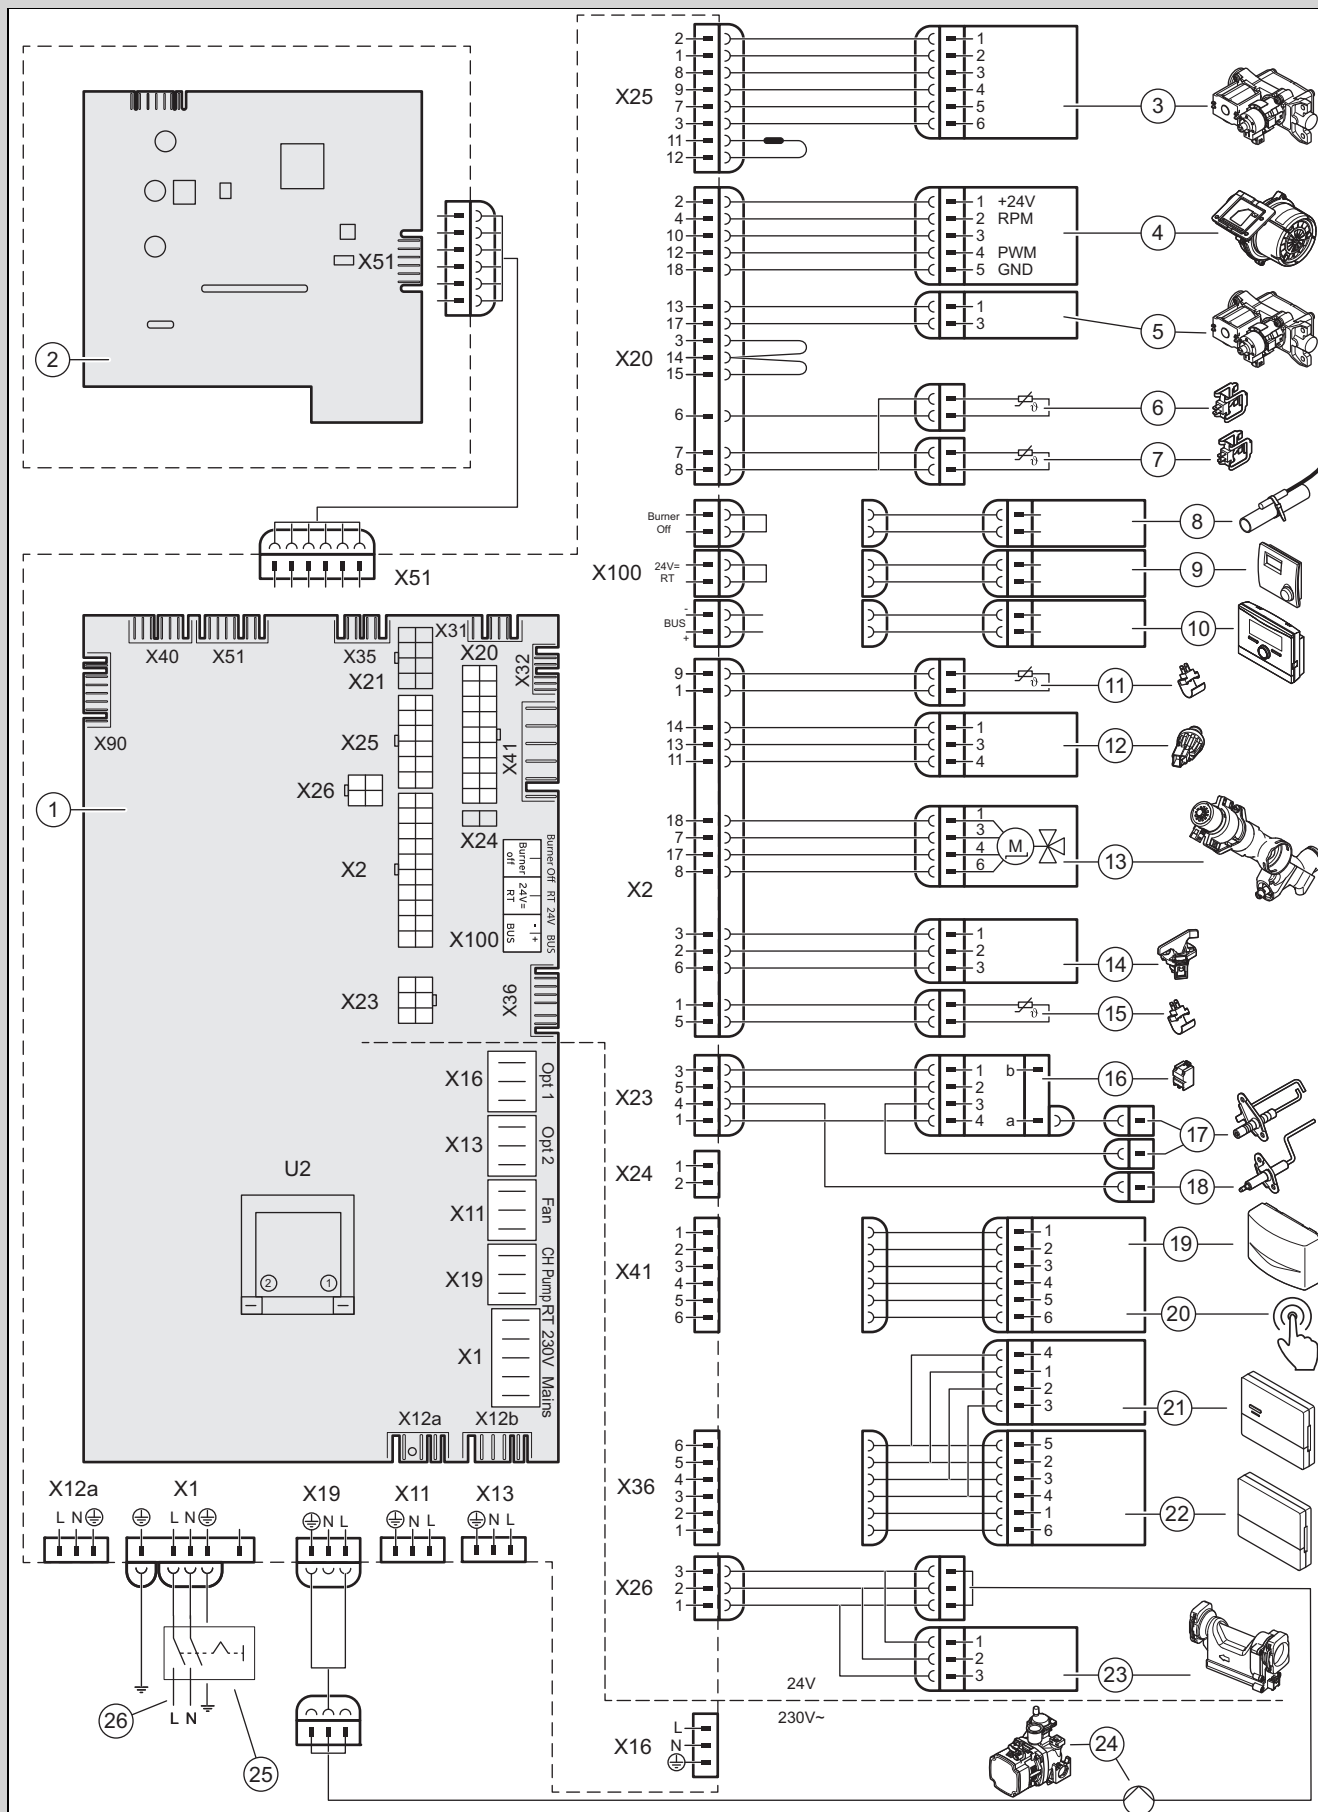 X51
2
X51
X40
X51
X35
X31
X21
X20
X32
X90
X25
X26
X41
1
X2
X24
Burner
off
24V=
RT
BUS
-
+
Burner Off
RT 24V
BUS
X100
X23
X36
X16
Opt 1
X13
Opt 2
U2
X11
Fan
X19
CH Pump
X1
RT 230V
Mains
2
1
X12a
X12b
X12a
L N
X1
L N
X19
N L
X11
N L
X13
N L
26
L N
25
X25
2
1
8
9
7
3
11
12
1
2
3
4
5
6
3
X20
2
4
10
12
18
1 +24V
2 RPM
3
4 PWM
5 GND
4
13
17
3
14
15
1
3
5
6
ϑ
6
7
8
ϑ
7
X100
Burner
Off
8
24V=
RT
9
-
BUS
+
10
X2
9
1
ϑ
11
14
13
11
1
3
4
12
18
7
17
8
1
3
4
6
M
13
3
2
6
1
2
3
14
1
5
ϑ
15
X23
3
5
4
1
1
2
3
4
b
a
16
17
18
X24
1
2
X41
1
2
3
4
5
6
1
2
3
4
5
6
19
20
4
1
2
3
21
X36
6
5
4
3
2
1
5
2
3
4
1
6
22
X26
3
2
1
1
2
3
23
24V
230V~
X16
L
N
24